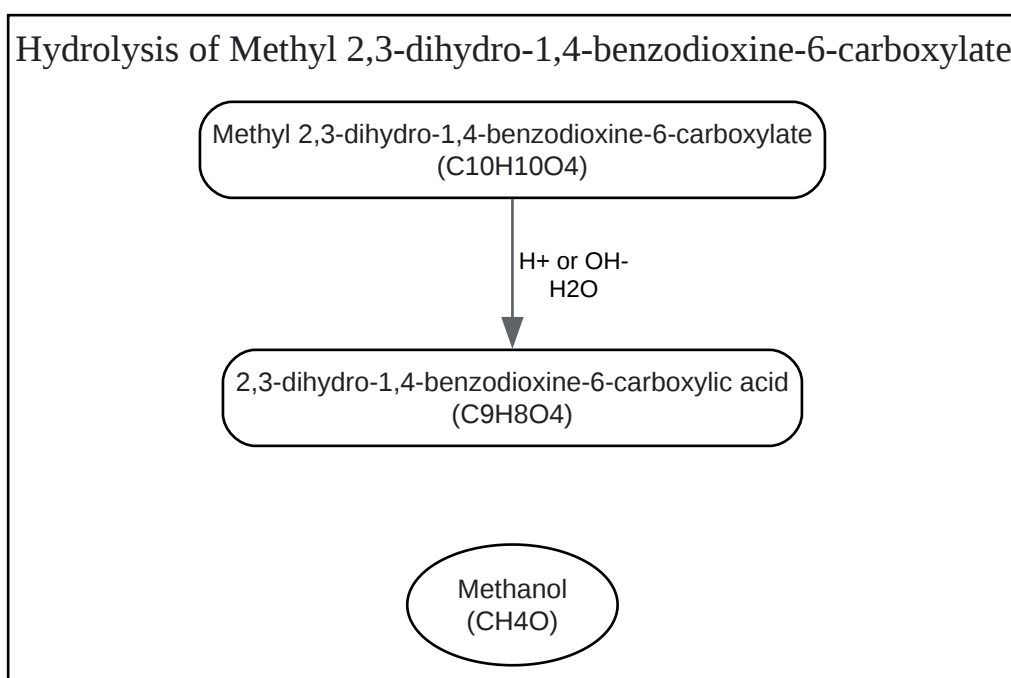 Hydrolysis of Methyl 2,3-dihydro-1,4-benzodioxine-6-carboxylate
Methyl 2,3-dihydro-1,4-benzodioxine-6-carboxylate
(C10H10O4)
H+ or OH-
H2O
2,3-dihydro-1,4-benzodioxine-6-carboxylic acid
(C9H8O4)
Methanol
(CH4O)